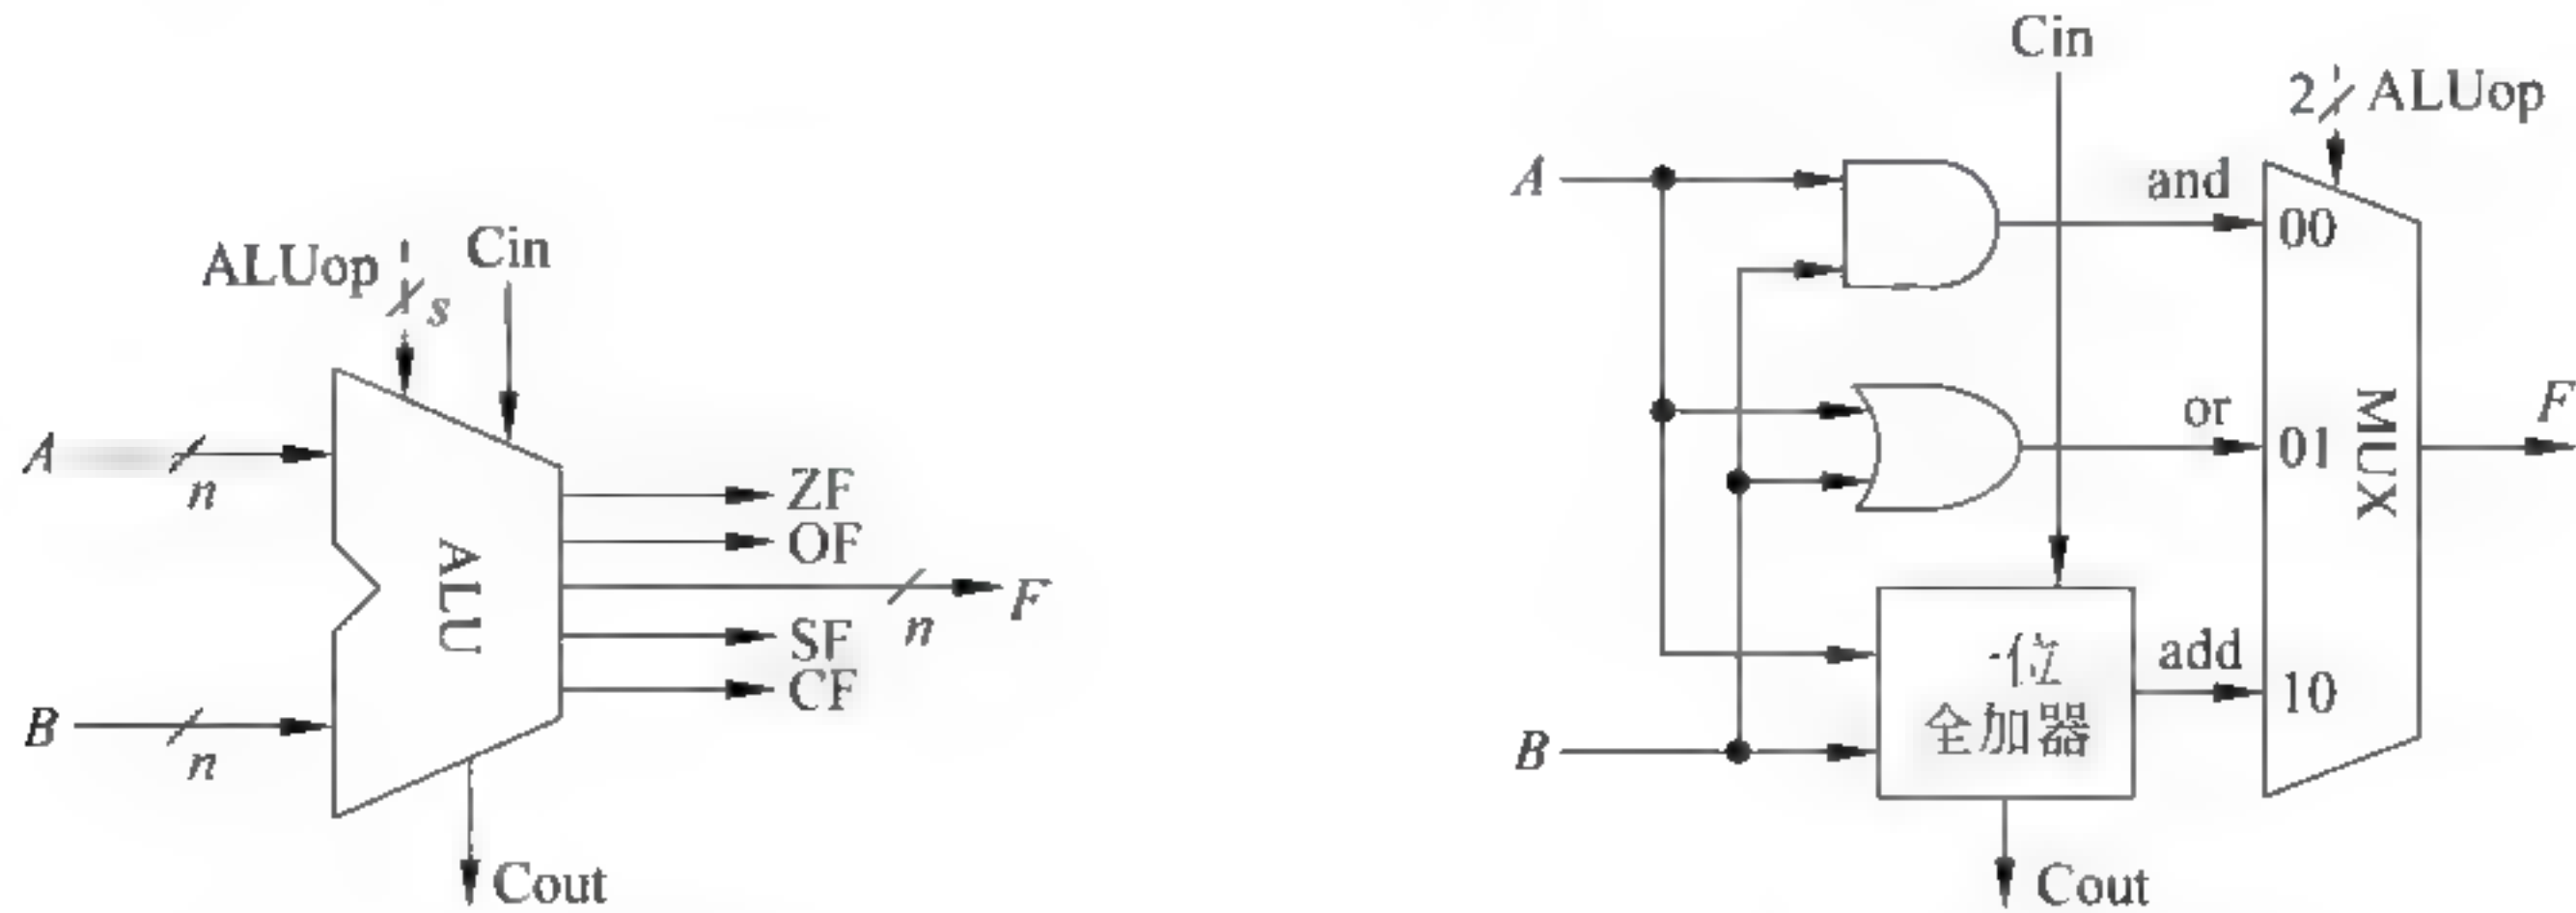 ALUop
s
Cin
A
n
B
n
ALU
ZF
OF
F
n
SF
CF
Cout
Cin
2
ALUop
A
and
00
or
01
MUX
F
一位
全加器
add
10
B
Cout